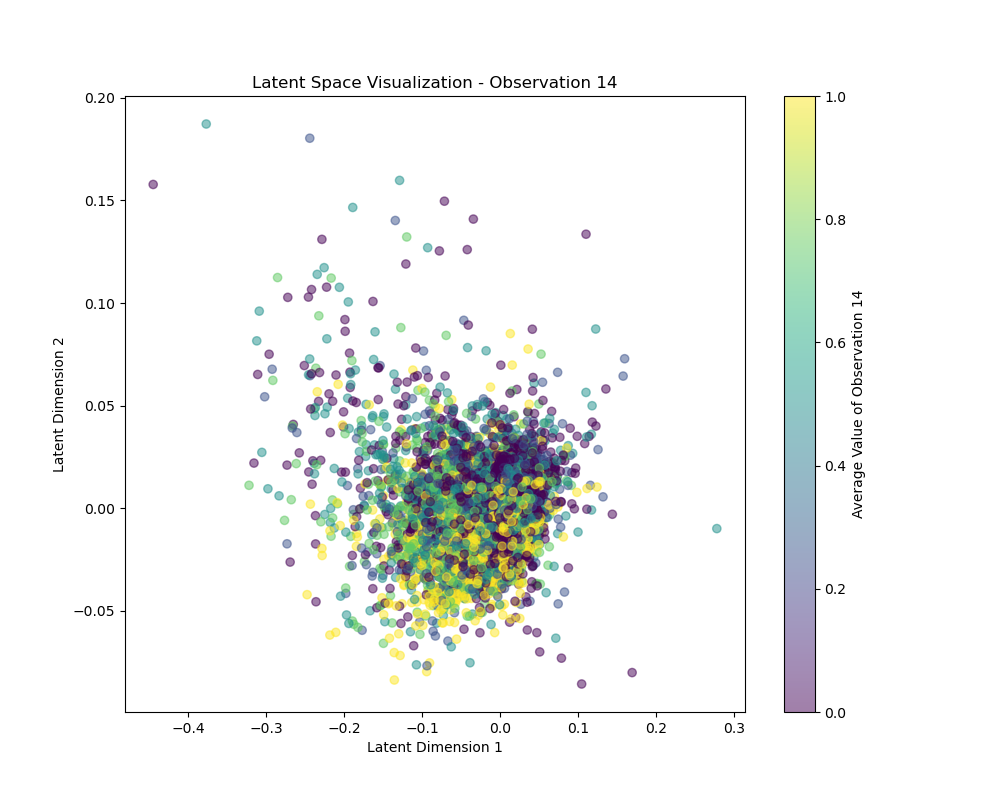 Latent Space Visualization - Observation 14
0.20
0.15
0.10
0.05
0.00
−0.05
Latent Dimension 2
−0.4 −0.3 −0.2 −0.1 0.0 0.1 0.2 0.3
Latent Dimension 1
1.0
0.8
0.6
0.4
0.2
0.0
Average Value of Observation 14